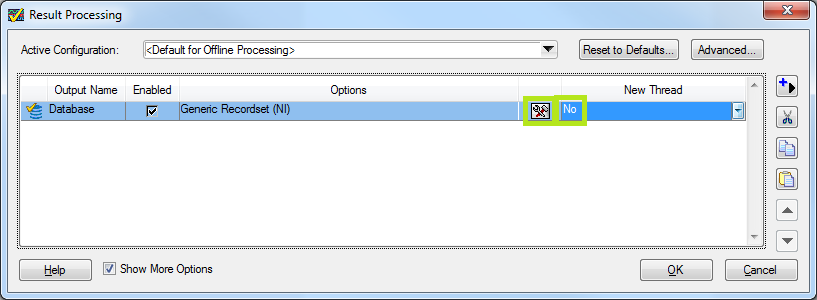 Result Processing
Active Configuration: <Default for Offline Processing> Reset to Defaults... Advanced...
Output Name Enabled Options New Thread
Database Generic Recordset (NI) No
Help Show More Options OK Cancel